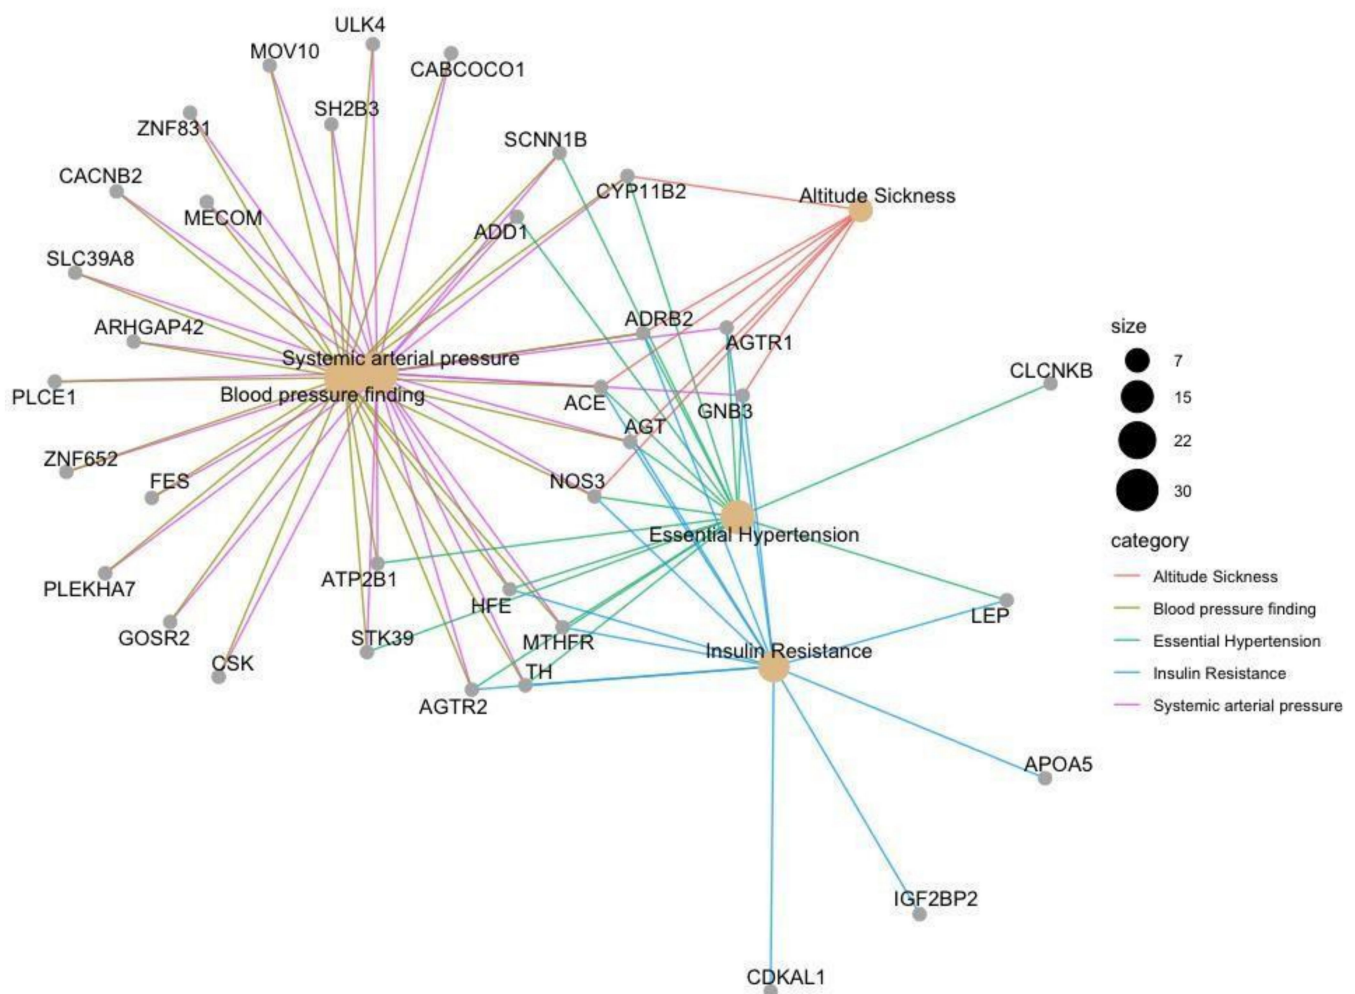 ULK4
MOV10
CABCOCO1
SH2B3
ZNF831
SCNN1B
CACNB2
CYP11B2
Altitude Sickness
MECOM
ADD1
SLC39A8
ARHGAP42
ADRB2
AGTR1
size
Systemic arterial pressure
7
PLCE1
Blood pressure finding
CLCNKB
ACE
GNB3
15
AGT
22
ZNF652
FES
NOS3
30
Essential Hypertension
category
PLEKHA7
ATP2B1
Altitude Sickness
HFE
Blood pressure finding
GOSR2
STK39
MTHFR
LEP
Essential Hypertension
CSK
TH
Insulin Resistance
Insulin Resistance
AGTR2
Systemic arterial pressure
APOA5
IGF2BP2
CDKAL1